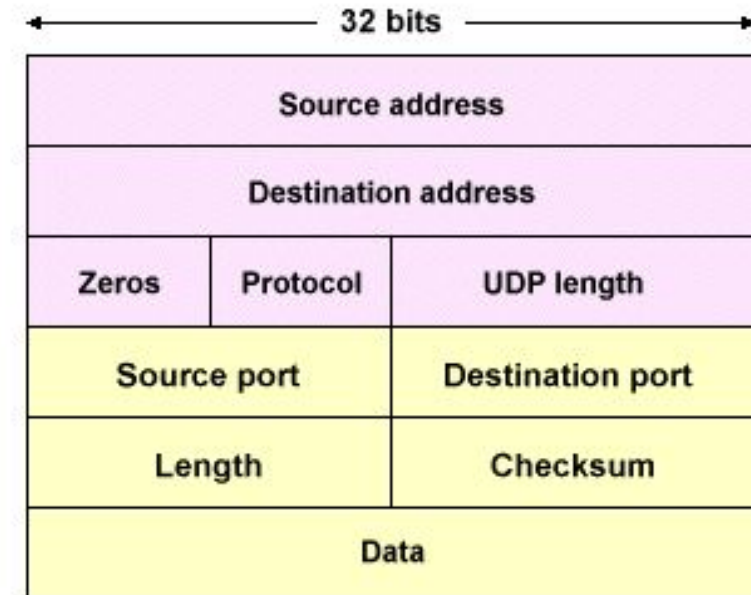 32 bits
Source address
Destination address
Zeros Protocol UDP length
Source port Destination port
Length Checksum
Data